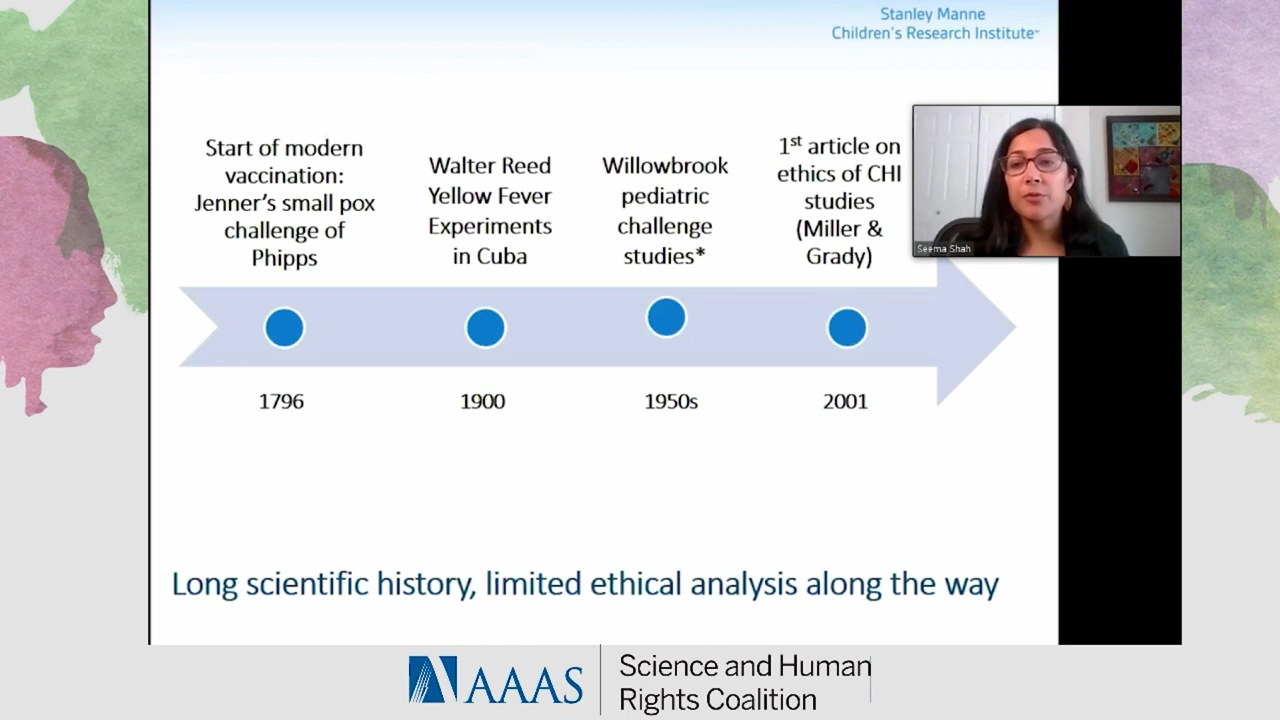 Stanley Manne
Children's Research Institute™
Start of modern
vaccination:
Jenner's small pox
challenge of
Phipps
Walter Reed
Yellow Fever
Experiments
in Cuba
Willowbrook
pediatric
challenge
studies*
1st article on
ethics of CHI
studies
(Miller &
Grady)
Seema Shah
1796
1900
1950s
2001
Long scientific history, limited ethical analysis along the way
AAAS
Science and Human
Rights Coalition